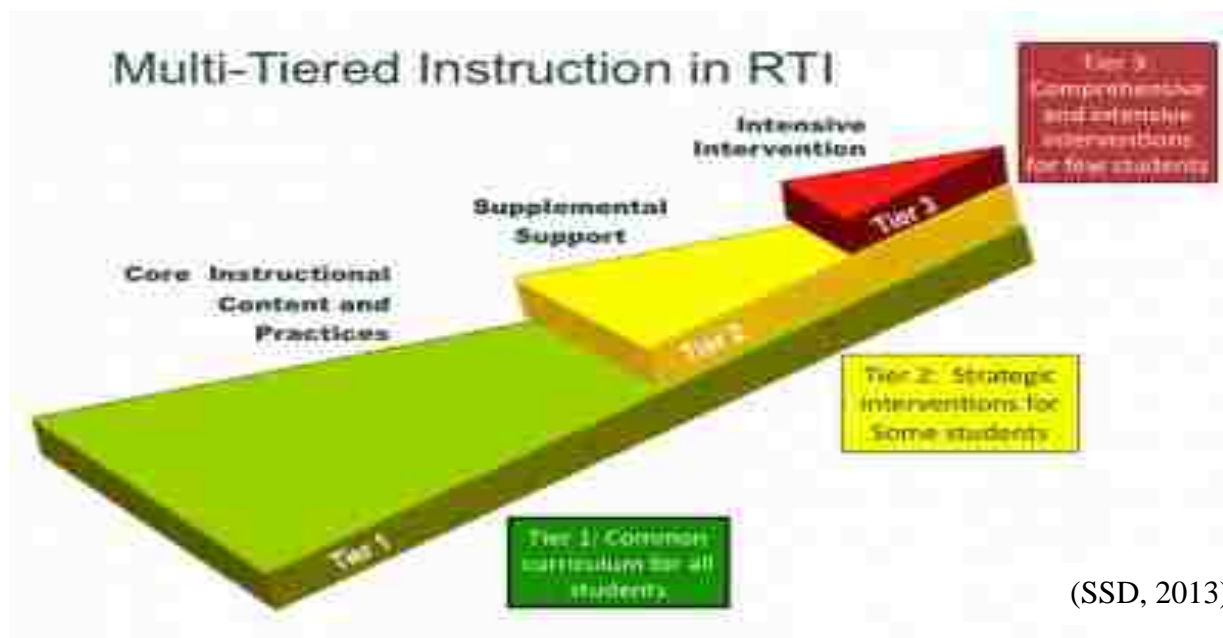 Multi-Tiered Instruction in RTI
Tier 3
Comprehensive
and intensive
interventions
for few students
Intensive
Intervention
Tier 3
Supplemental
Support
Tier 2
Core Instructional
Content and
Practices
Tier 1
Tier 2: Strategic
interventions for
Some students
Tier 1: Common
curriculum for all
students
(SSD, 2013)